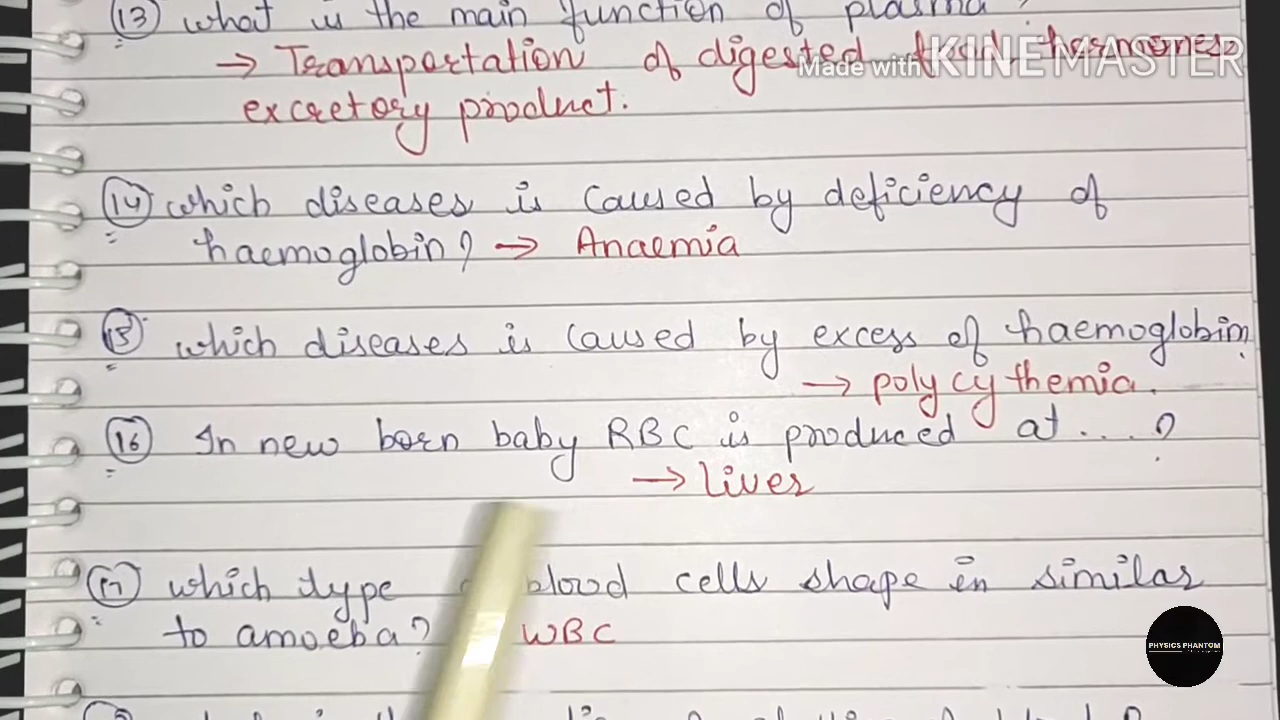 (13) what is the main function of plasma ?
→ Transportation of digested food, hormones
Made with KINEMASTER
excretory product.
(14) which diseases is caused by deficiency of
haemoglobin? → Anaemia
(15) which diseases is caused by excess of haemoglobin?
→ polycythemia.
(16) In new born baby RBC is produced at ....?
→ liver
(17) which type blood cells shape in similar
to amoeba? WBC
PHYSICS PHANTOM